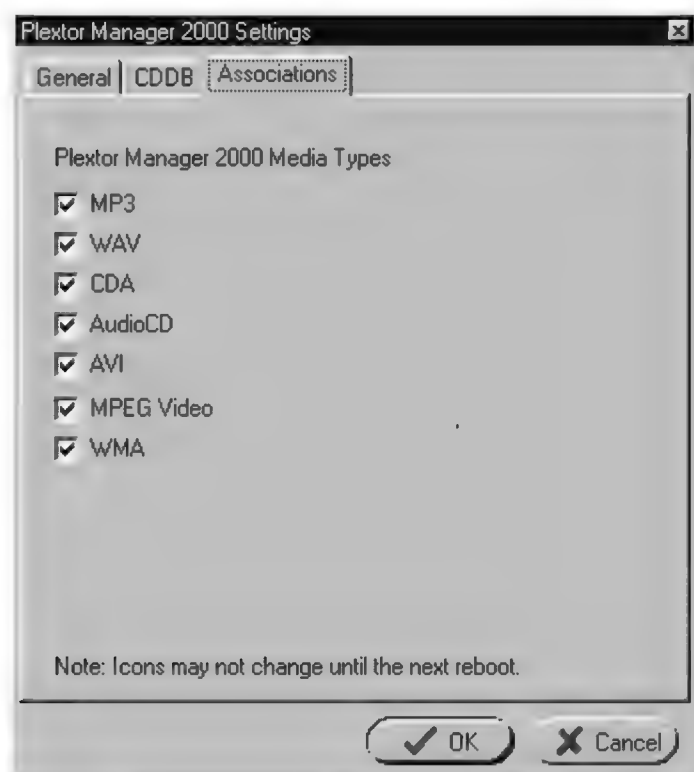 Plextor Manager 2000 Settings
General CDDB Associations
Plextor Manager 2000 Media Types
MP3
WAV
CDA
AudioCD
AVI
MPEG Video
WMA
Note: Icons may not change until the next reboot.
OK Cancel